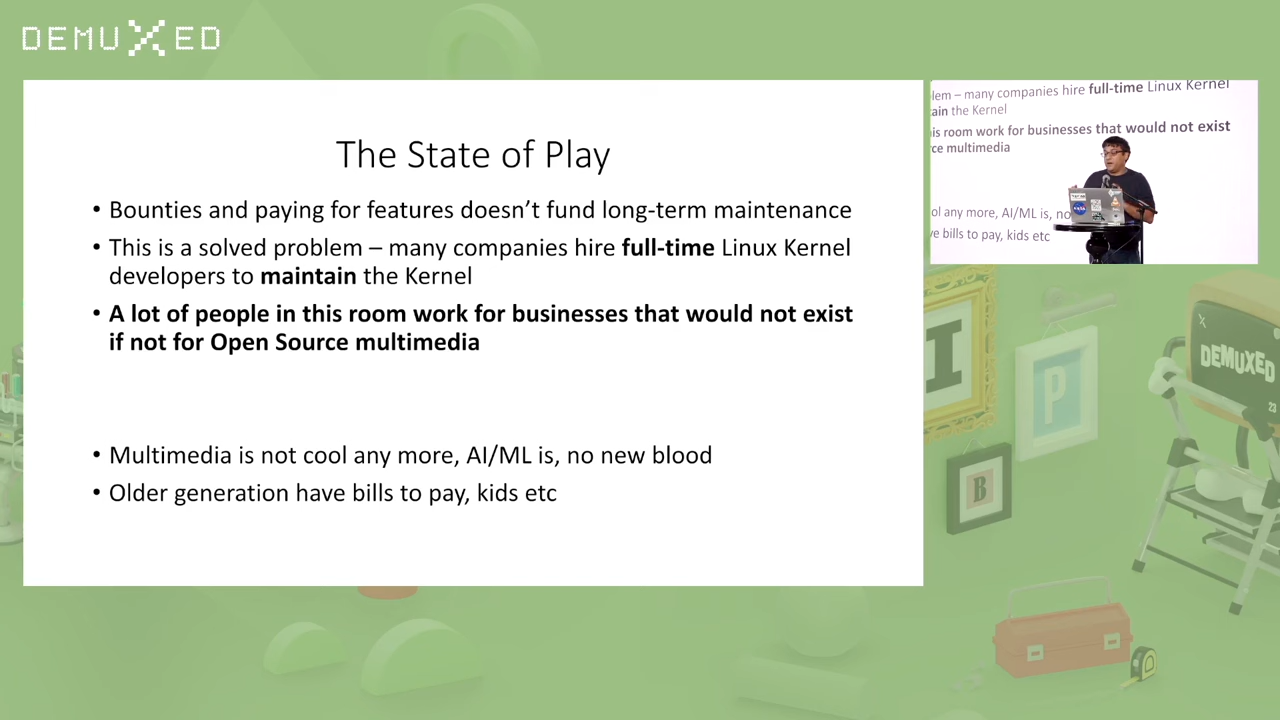 DEMUXED
The State of Play
• Bounties and paying for features doesn’t fund long-term maintenance
• This is a solved problem – many companies hire full-time Linux Kernel
developers to maintain the Kernel
• A lot of people in this room work for businesses that would not exist
if not for Open Source multimedia
• Multimedia is not cool any more, AI/ML is, no new blood
• Older generation have bills to pay, kids etc
lem – many companies hire full-time Linux Kernel
ain the Kernel
is room work for businesses that would not exist
ce multimedia
ol any more, AI/ML is, no
ve bills to pay, kids etc
NASA
I
P
B
DEMUXED
23